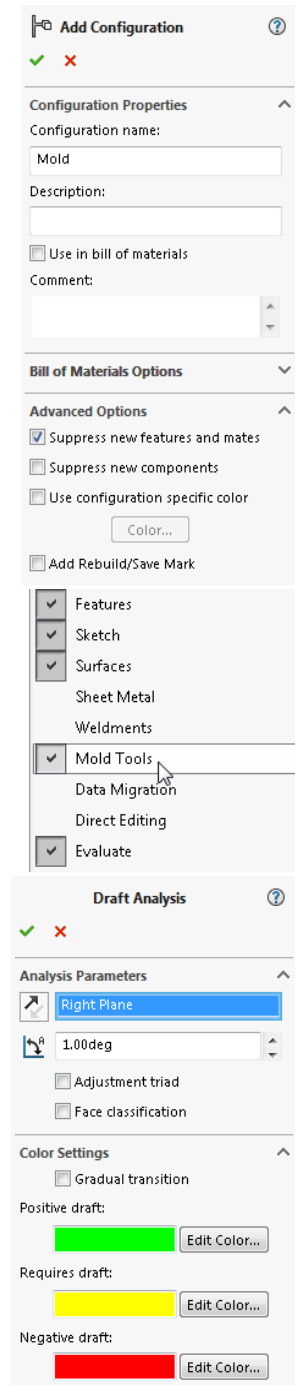 Add Configuration
Configuration Properties
Configuration name:
Mold
Description:
Use in bill of materials
Comment:
Bill of Materials Options
Advanced Options
Suppress new features and mates
Suppress new components
Use configuration specific color
Color...
Add Rebuild/Save Mark
Features
Sketch
Surfaces
Sheet Metal
Weldments
Mold Tools
Data Migration
Direct Editing
Evaluate
Draft Analysis
Analysis Parameters
Right Plane
1.00deg
Adjustment triad
Face classification
Color Settings
Gradual transition
Positive draft:
Edit Color...
Requires draft:
Edit Color...
Negative draft:
Edit Color...